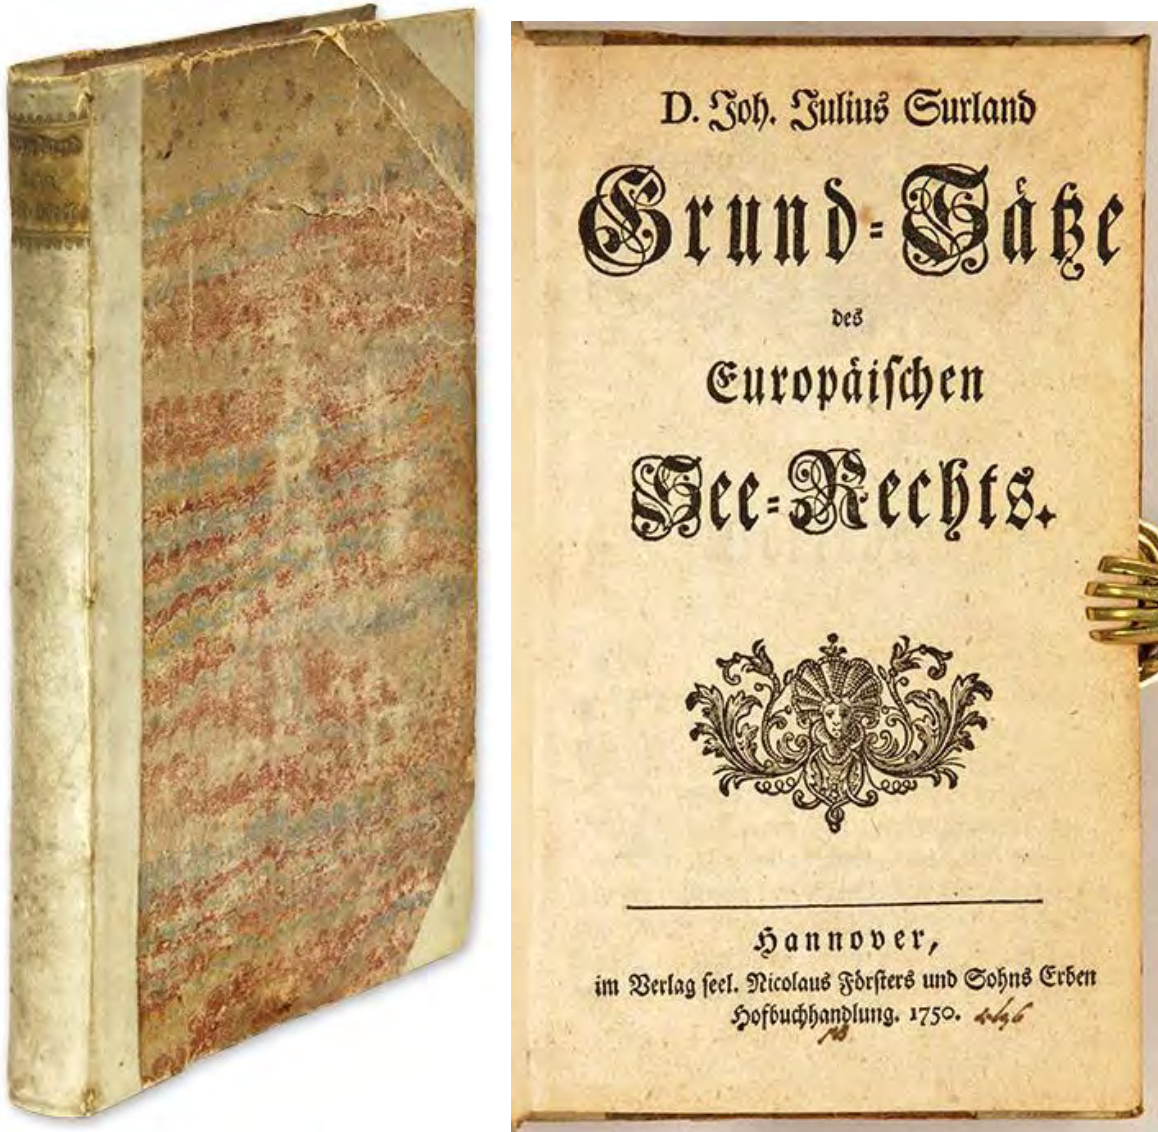 D. Joh. Julius Surland
Grund-Sätze
des
Europäischen
See-Rechts.
Hannover,
im Verlag seel. Nicolaus Försters und Sohns Erben
Hofbuchhandlung. 1750.